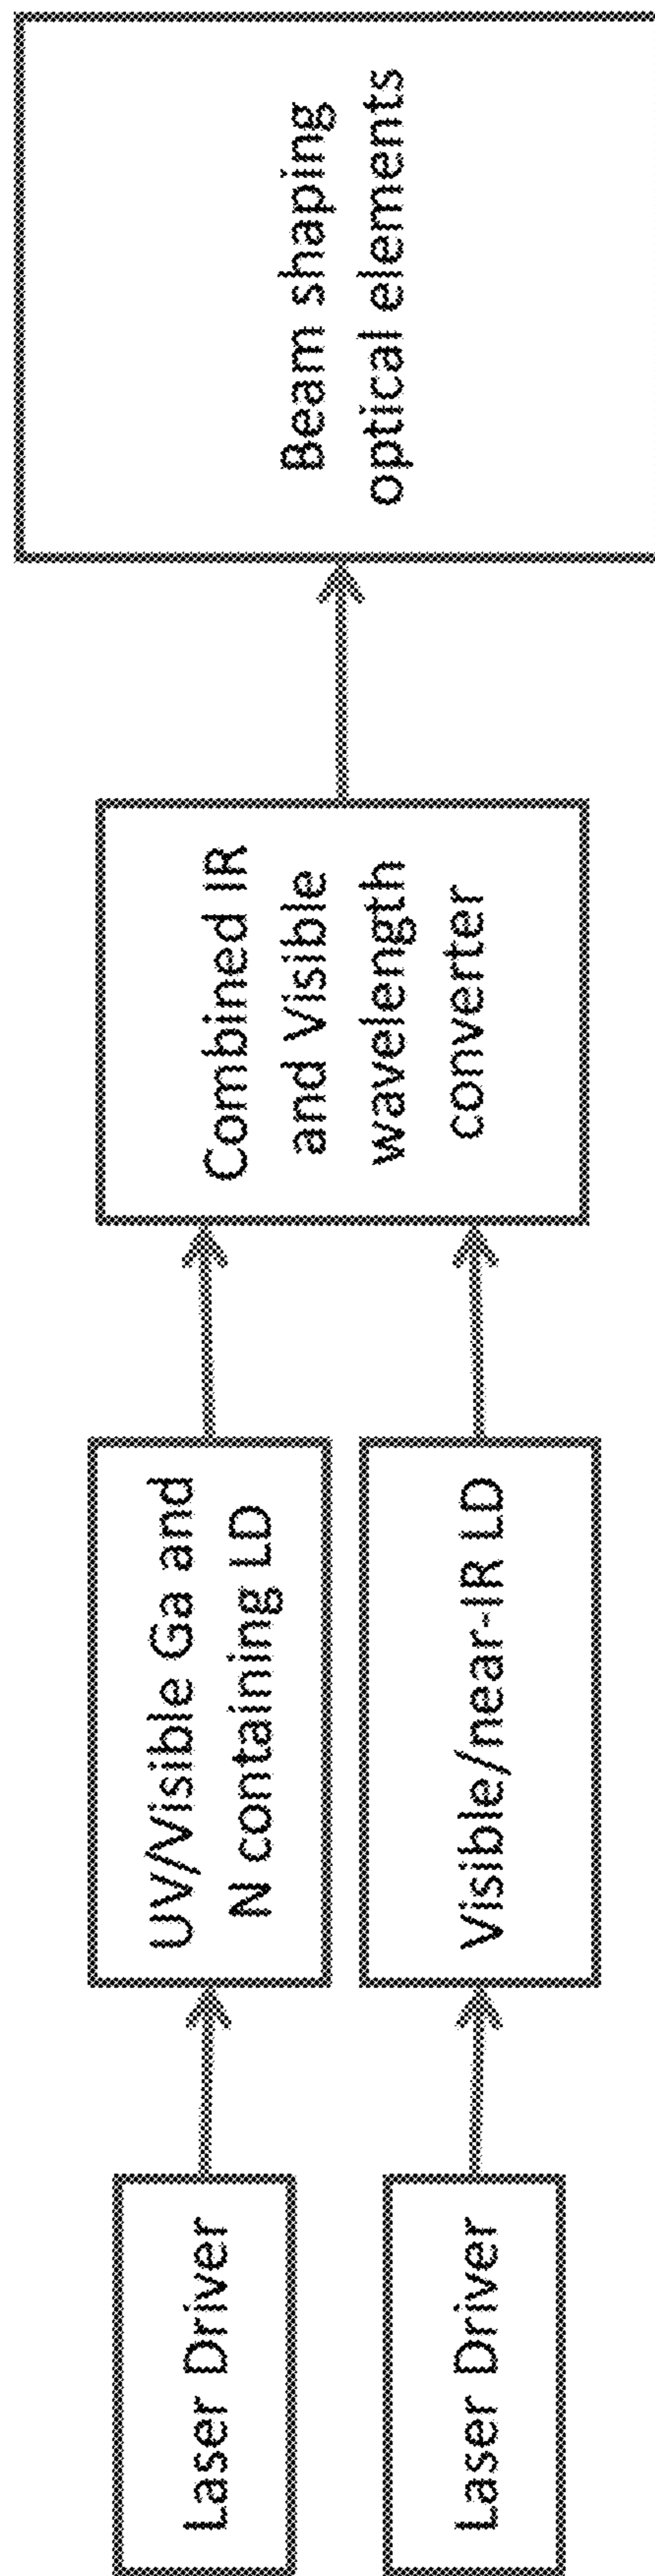 Laser Driver
UV/Visible Ga and
N containing LD
Laser Driver
Visible/near-IR LD
Combined IR
and Visible
wavelength
converter
Beam shaping
optical elements